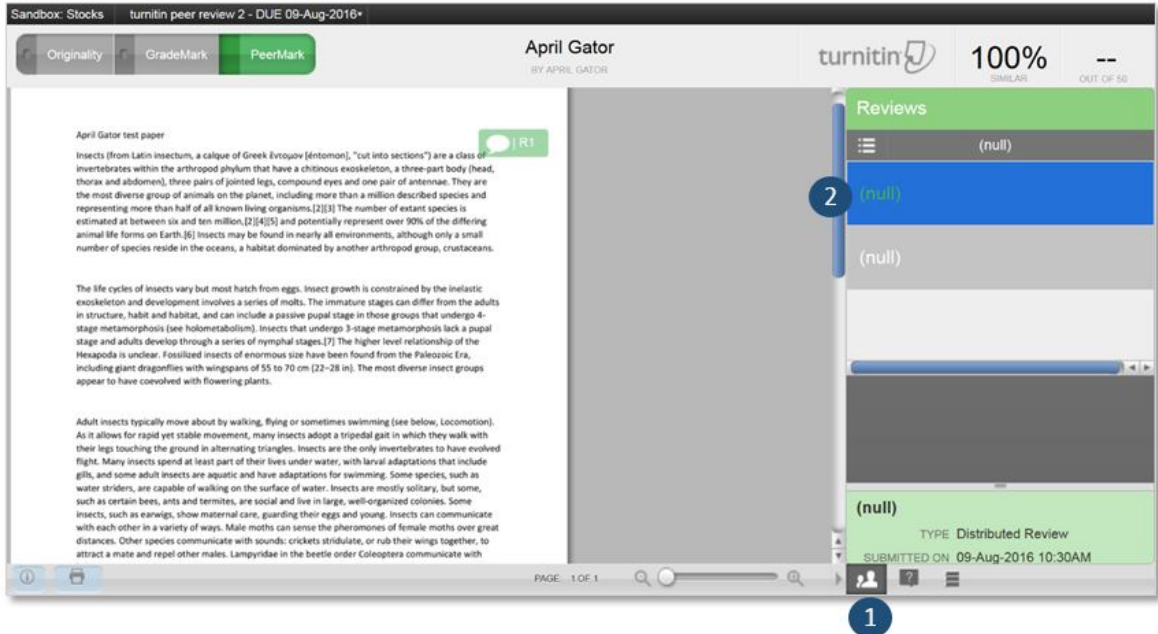 Sandbox: Stocks turnitin peer review 2 - DUE 09-Aug-2016
Originality GradeMark PeerMark
April Gator
BY APRIL GATOR
turnitin
100%
SIMILAR
--
OUT OF 50
April Gator test paper
| R1
Insects (from Latin insectum, a calque of Greek ἔντομον [éntomon], "cut into sections") are a class of
invertebrates within the arthropod phylum that have a chitinous exoskeleton, a three-part body (head,
thorax and abdomen), three pairs of jointed legs, compound eyes and one pair of antennae. They are
the most diverse group of animals on the planet, including more than a million described species and
representing more than half of all known living organisms.[2][3] The number of extant species is
estimated at between six and ten million,[2][4][5] and potentially represent over 90% of the differing
animal life forms on Earth.[6] Insects may be found in nearly all environments, although only a small
number of species reside in the oceans, a habitat dominated by another arthropod group, crustaceans.
The life cycles of insects vary but most hatch from eggs. Insect growth is constrained by the inelastic
exoskeleton and development involves a series of molts. The immature stages can differ from the adults
in structure, habit and habitat, and can include a passive pupal stage in those groups that undergo 4-
stage metamorphosis (see holometabolism). Insects that undergo 3-stage metamorphosis lack a pupal
stage and adults develop through a series of nymphal stages.[7] The higher level relationship of the
Hexapoda is unclear. Fossilized insects of enormous size have been found from the Paleozoic Era,
including giant dragonflies with wingspans of 55 to 70 cm (22–28 in). The most diverse insect groups
appear to have coevolved with flowering plants.
Adult insects typically move about by walking, flying or sometimes swimming (see below, Locomotion).
As it allows for rapid yet stable movement, many insects adopt a tripedal gait in which they walk with
their legs touching the ground in alternating triangles. Insects are the only invertebrates to have evolved
flight. Many insects spend at least part of their lives under water, with larval adaptations that include
gills, and some adult insects are aquatic and have adaptations for swimming. Some species, such as
water striders, are capable of walking on the surface of water. Insects are mostly solitary, but some,
such as certain bees, ants and termites, are social and live in large, well-organized colonies. Some
insects, such as earwigs, show maternal care, guarding their eggs and young. Insects can communicate
with each other in a variety of ways. Male moths can sense the pheromones of female moths over great
distances. Other species communicate with sounds: crickets stridulate, or rub their wings together, to
attract a mate and repel other males. Lampyridae in the beetle order Coleoptera communicate with
Reviews
(null)
2
(null)
(null)
(null)
TYPE Distributed Review
SUBMITTED ON 09-Aug-2016 10:30AM
PAGE: 1 OF 1
1